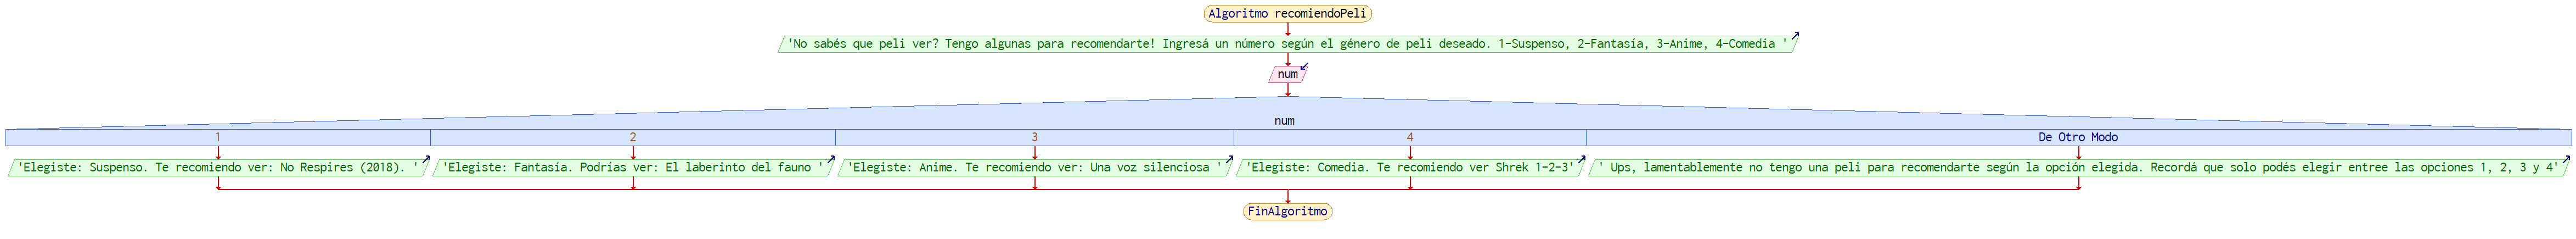 Algoritmo recomiendoPeli
'No sabés que peli ver? Tengo algunas para recomendarte! Ingresá un número según el género de peli deseado. 1-Suspenso, 2-Fantasía, 3-Anime, 4-Comedia '
num
num
1
2
3
4
De Otro Modo
'Elegiste: Suspenso. Te recomiendo ver: No Respires (2018). '
'Elegiste: Fantasía. Podrías ver: El laberinto del fauno '
'Elegiste: Anime. Te recomiendo ver: Una voz silenciosa '
'Elegiste: Comedia. Te recomiendo ver Shrek 1-2-3'
' Ups, lamentablemente no tengo una peli para recomendarte según la opción elegida. Recordá que solo podés elegir entree las opciones 1, 2, 3 y 4'
FinAlgoritmo